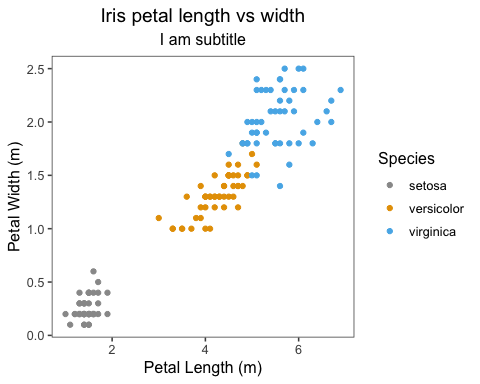 Iris petal length vs width
I am subtitle
2.5
2.0
1.5
1.0
0.5
0.0
Petal Width (m)
2 4 6
Petal Length (m)
Species
setosa
versicolor
virginica